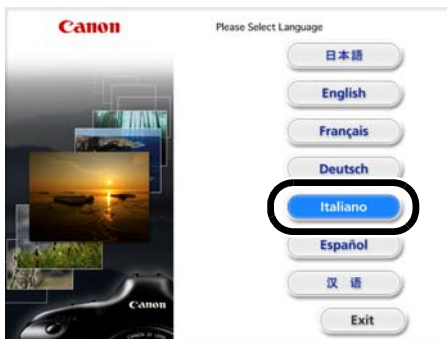 Canon
Please Select Language
日本語
English
Français
Deutsch
Italiano
Español
汉 语
Exit
Canon